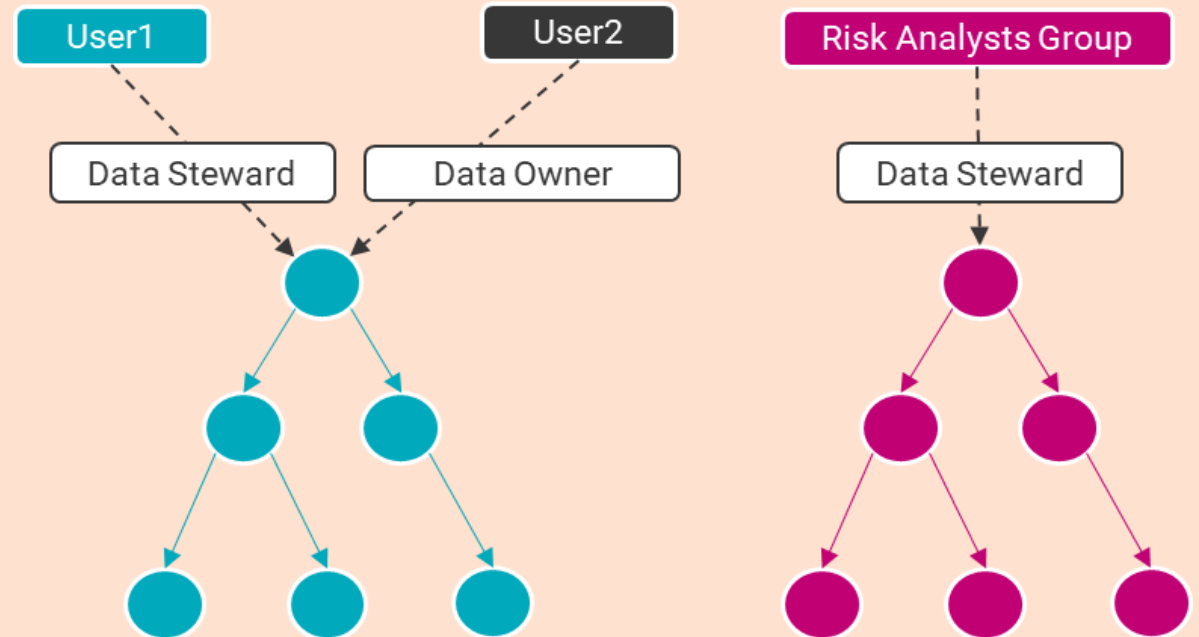 User1
User2
Risk Analysts Group
Data Steward
Data Owner
Data Steward